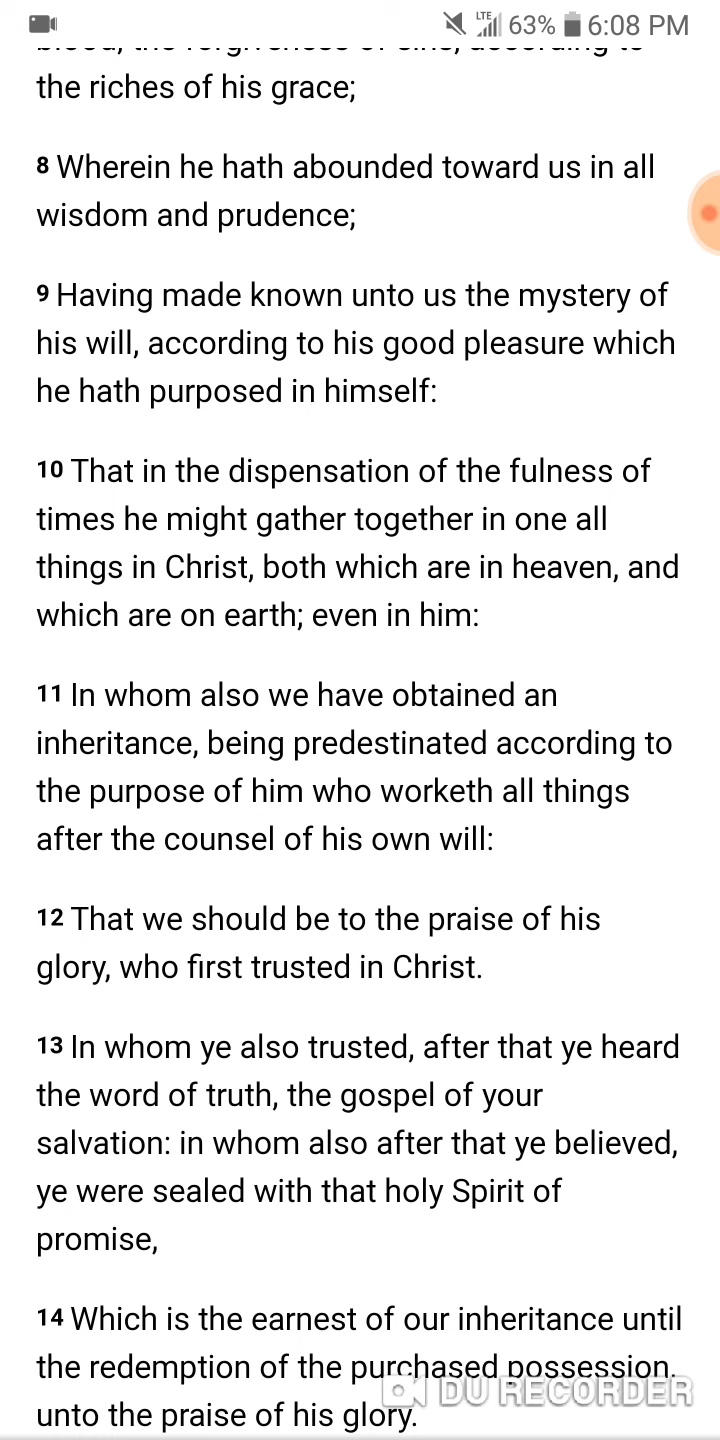 LTE 63% 6:08 PM
the riches of his grace;
8 Wherein he hath abounded toward us in all
wisdom and prudence;
9 Having made known unto us the mystery of
his will, according to his good pleasure which
he hath purposed in himself:
10 That in the dispensation of the fulness of
times he might gather together in one all
things in Christ, both which are in heaven, and
which are on earth; even in him:
11 In whom also we have obtained an
inheritance, being predestinated according to
the purpose of him who worketh all things
after the counsel of his own will:
12 That we should be to the praise of his
glory, who first trusted in Christ.
13 In whom ye also trusted, after that ye heard
the word of truth, the gospel of your
salvation: in whom also after that ye believed,
ye were sealed with that holy Spirit of
promise,
14 Which is the earnest of our inheritance until
the redemption of the purchased possession,
DU RECORDER
unto the praise of his glory.